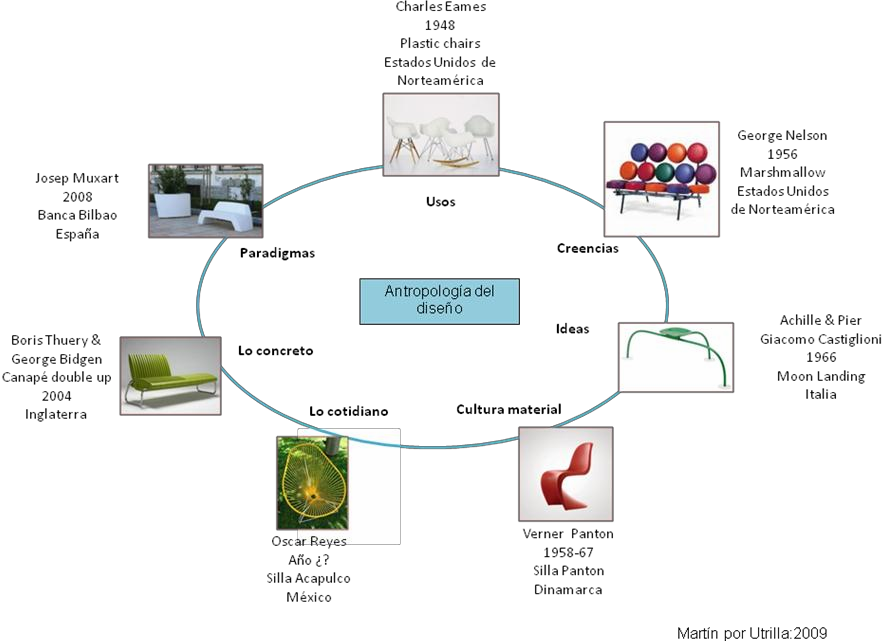 Charles Eames
1948
Plastic chairs
Estados Unidos de
Norteamérica
George Nelson
1956
Marshmallow
Estados Unidos
de Norteamérica
Josep Muxart
2008
Banca Bilbao
España
Usos
Creencias
Paradigmas
Antropología del
diseño
Ideas
Achille & Pier
Giacomo Castiglioni
1966
Moon Landing
Italia
Boris Thuery &
George Bidgen
Canapé double up
2004
Inglaterra
Lo concreto
Lo cotidiano
Cultura material
Oscar Reyes
Año ¿?
Silla Acapulco
México
Verner Panton
1958-67
Silla Panton
Dinamarca
Martín por Utrilla:2009